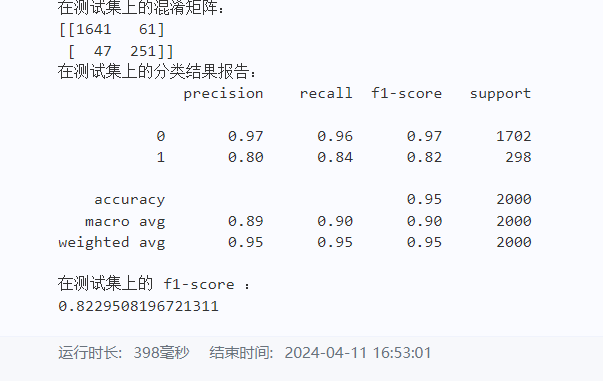 在测试集上的混淆矩阵：
[[1641   61]
 [  47  251]]
在测试集上的分类结果报告：
              precision    recall  f1-score   support
           0       0.97      0.96      0.97      1702
           1       0.80      0.84      0.82       298
    accuracy                           0.95      2000
   macro avg       0.89      0.90      0.90      2000
weighted avg       0.95      0.95      0.95      2000
在测试集上的 f1-score ：
0.8229508196721311
运行时长: 398毫秒 结束时间: 2024-04-11 16:53:01